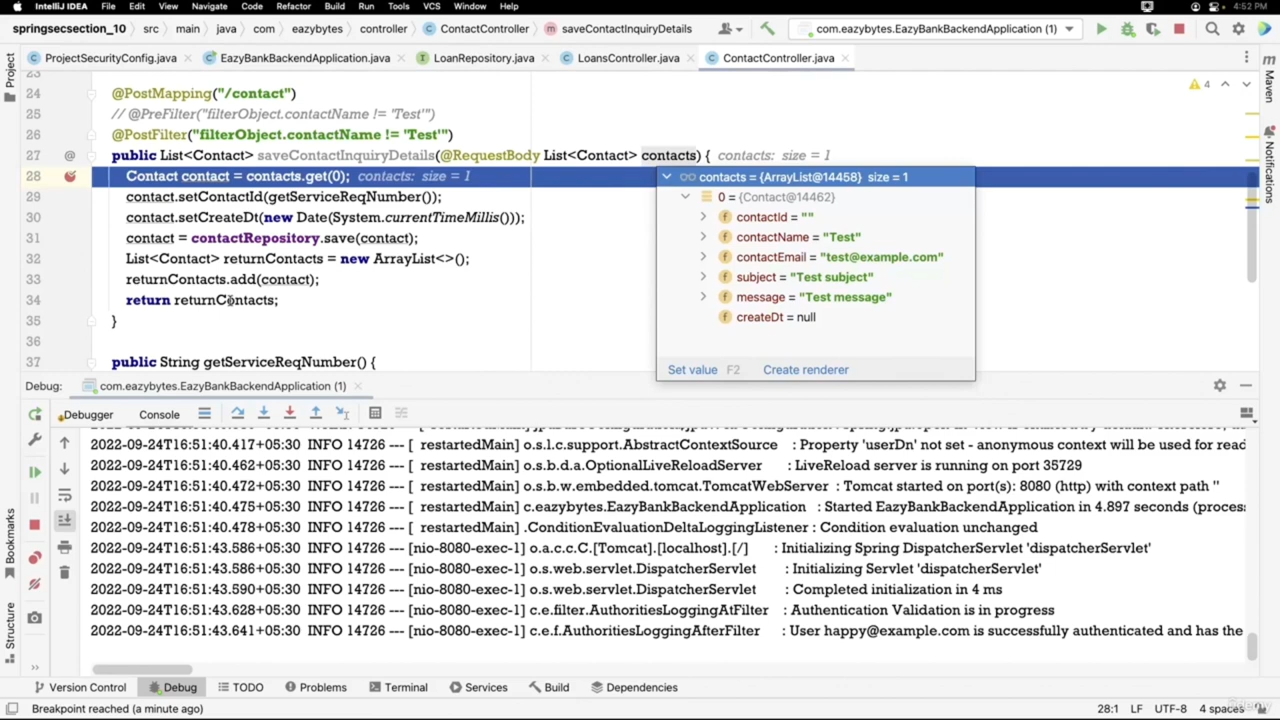 IntelliJ IDEA File Edit View Navigate Code Refactor Build Run Tools VCS Window Help 4:52 PM
springsecsection_10 src main java com eazybytes controller ContactController saveContactInquiryDetails com.eazybytes.EazyBankBackendApplication (1)
ProjectSecurityConfig.java EazyBankBackendApplication.java LoanRepository.java LoansController.java ContactController.java
Project
Maven
Notifications
23
24 @PostMapping("/contact") 4
25 // @PreFilter("filterObject.contactName != 'Test'")
26 @PostFilter("filterObject.contactName != 'Test'")
27 public List<Contact> saveContactInquiryDetails(@RequestBody List<Contact> contacts) { contacts: size = 1
28 Contact contact = contacts.get(0); contacts: size = 1
29 contact.setContactId(getServiceReqNumber());
30 contact.setCreateDt(new Date(System.currentTimeMillis()));
31 contact = contactRepository.save(contact);
32 List<Contact> returnContacts = new ArrayList<>();
33 returnContacts.add(contact);
34 return returnContacts;
35 }
36
37 public String getServiceReqNumber() {
contacts = {ArrayList@14458} size = 1
0 = {Contact@14462}
contactId = ""
contactName = "Test"
contactEmail = "test@example.com"
subject = "Test subject"
message = "Test message"
createDt = null
Set value F2 Create renderer
Debug: com.eazybytes.EazyBankBackendApplication (1)
Debugger Console
2022-09-24T16:51:40.417+05:30 INFO 14726 --- [ restartedMain] o.s.l.c.support.AbstractContextSource : Property 'userDn' not set - anonymous context will be used for read
2022-09-24T16:51:40.462+05:30 INFO 14726 --- [ restartedMain] o.s.b.d.a.OptionalLiveReloadServer : LiveReload server is running on port 35729
2022-09-24T16:51:40.472+05:30 INFO 14726 --- [ restartedMain] o.s.b.w.embedded.tomcat.TomcatWebServer : Tomcat started on port(s): 8080 (http) with context path ''
2022-09-24T16:51:40.475+05:30 INFO 14726 --- [ restartedMain] c.eazybytes.EazyBankBackendApplication : Started EazyBankBackendApplication in 4.897 seconds (process
2022-09-24T16:51:40.478+05:30 INFO 14726 --- [ restartedMain] .ConditionEvaluationDeltaLoggingListener : Condition evaluation unchanged
2022-09-24T16:51:43.586+05:30 INFO 14726 --- [nio-8080-exec-1] o.a.c.c.C.[Tomcat].[localhost].[/] : Initializing Spring DispatcherServlet 'dispatcherServlet'
2022-09-24T16:51:43.586+05:30 INFO 14726 --- [nio-8080-exec-1] o.s.web.servlet.DispatcherServlet : Initializing Servlet 'dispatcherServlet'
2022-09-24T16:51:43.590+05:30 INFO 14726 --- [nio-8080-exec-1] o.s.web.servlet.DispatcherServlet : Completed initialization in 4 ms
2022-09-24T16:51:43.628+05:30 INFO 14726 --- [nio-8080-exec-1] c.e.filter.AuthoritiesLoggingAtFilter : Authentication Validation is in progress
2022-09-24T16:51:43.641+05:30 INFO 14726 --- [nio-8080-exec-1] c.e.f.AuthoritiesLoggingAfterFilter : User happy@example.com is successfully authenticated and has the
Bookmarks
Structure
Version Control Debug TODO Problems Terminal Services Build Dependencies
Breakpoint reached (a minute ago) 28:1 LF UTF-8 4 spaces